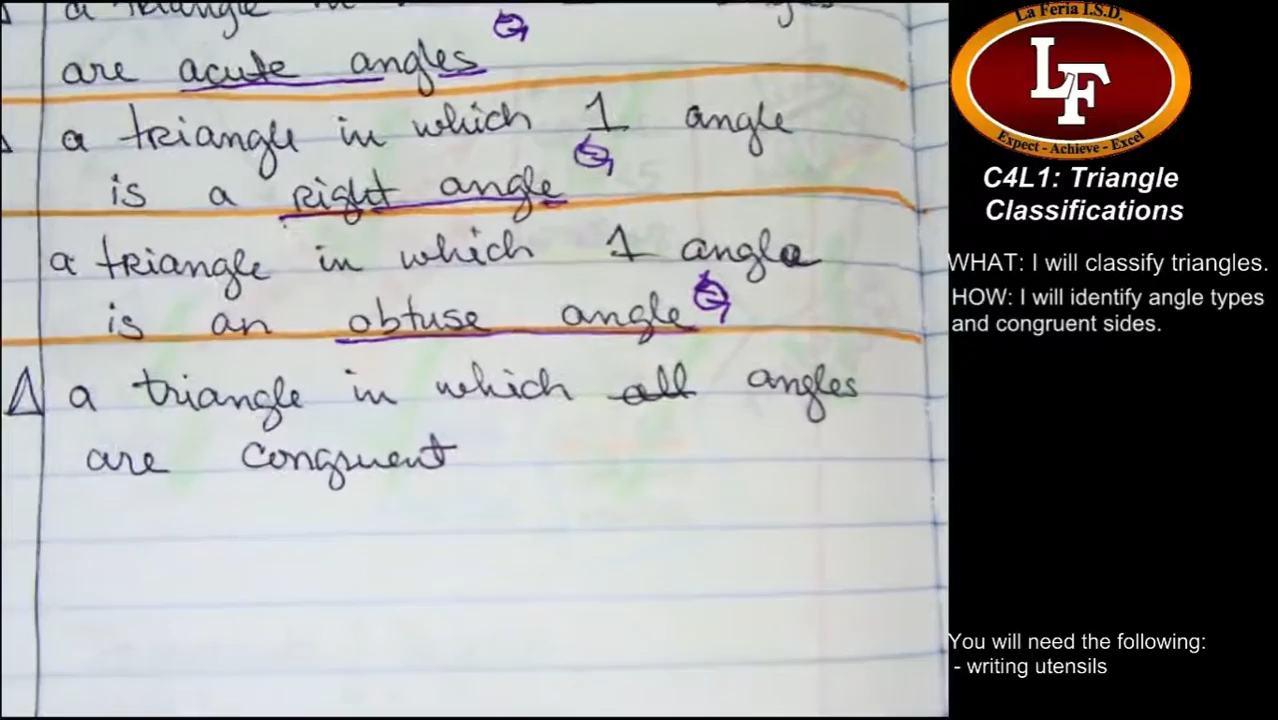 a triangle in
are acute angles
a triangle in which 1 angle
is a right angle
a triangle in which 1 angle
is an obtuse angle
Δ a triangle in which all angles
are congruent
La Feria I.S.D.
LF
Expect - Achieve - Excel
C4L1: Triangle
Classifications
WHAT: I will classify triangles.
HOW: I will identify angle types
and congruent sides.
You will need the following:
- writing utensils